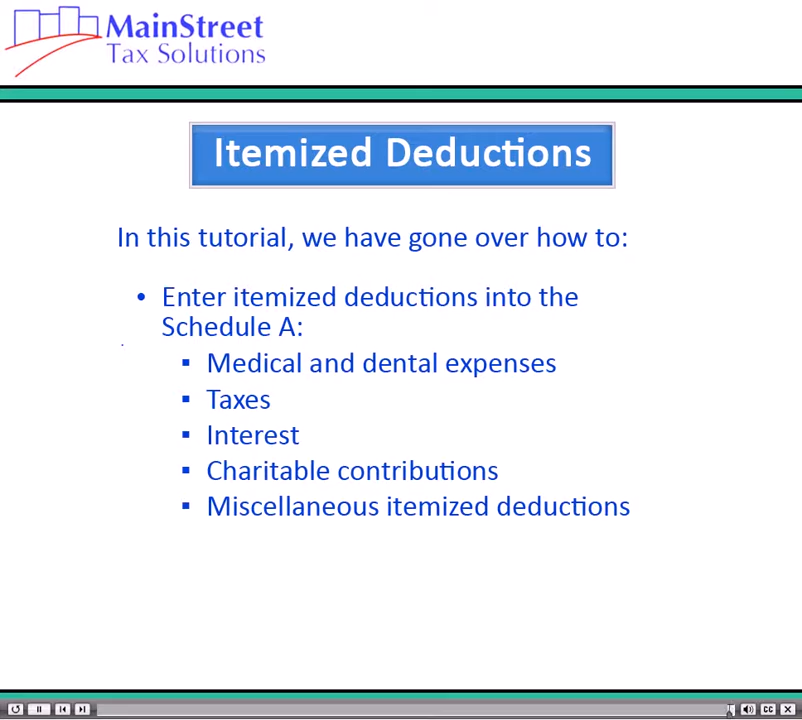 MainStreet
Tax Solutions
Itemized Deductions
In this tutorial, we have gone over how to:
• Enter itemized deductions into the
Schedule A:
▪ Medical and dental expenses
▪ Taxes
▪ Interest
▪ Charitable contributions
▪ Miscellaneous itemized deductions
CC